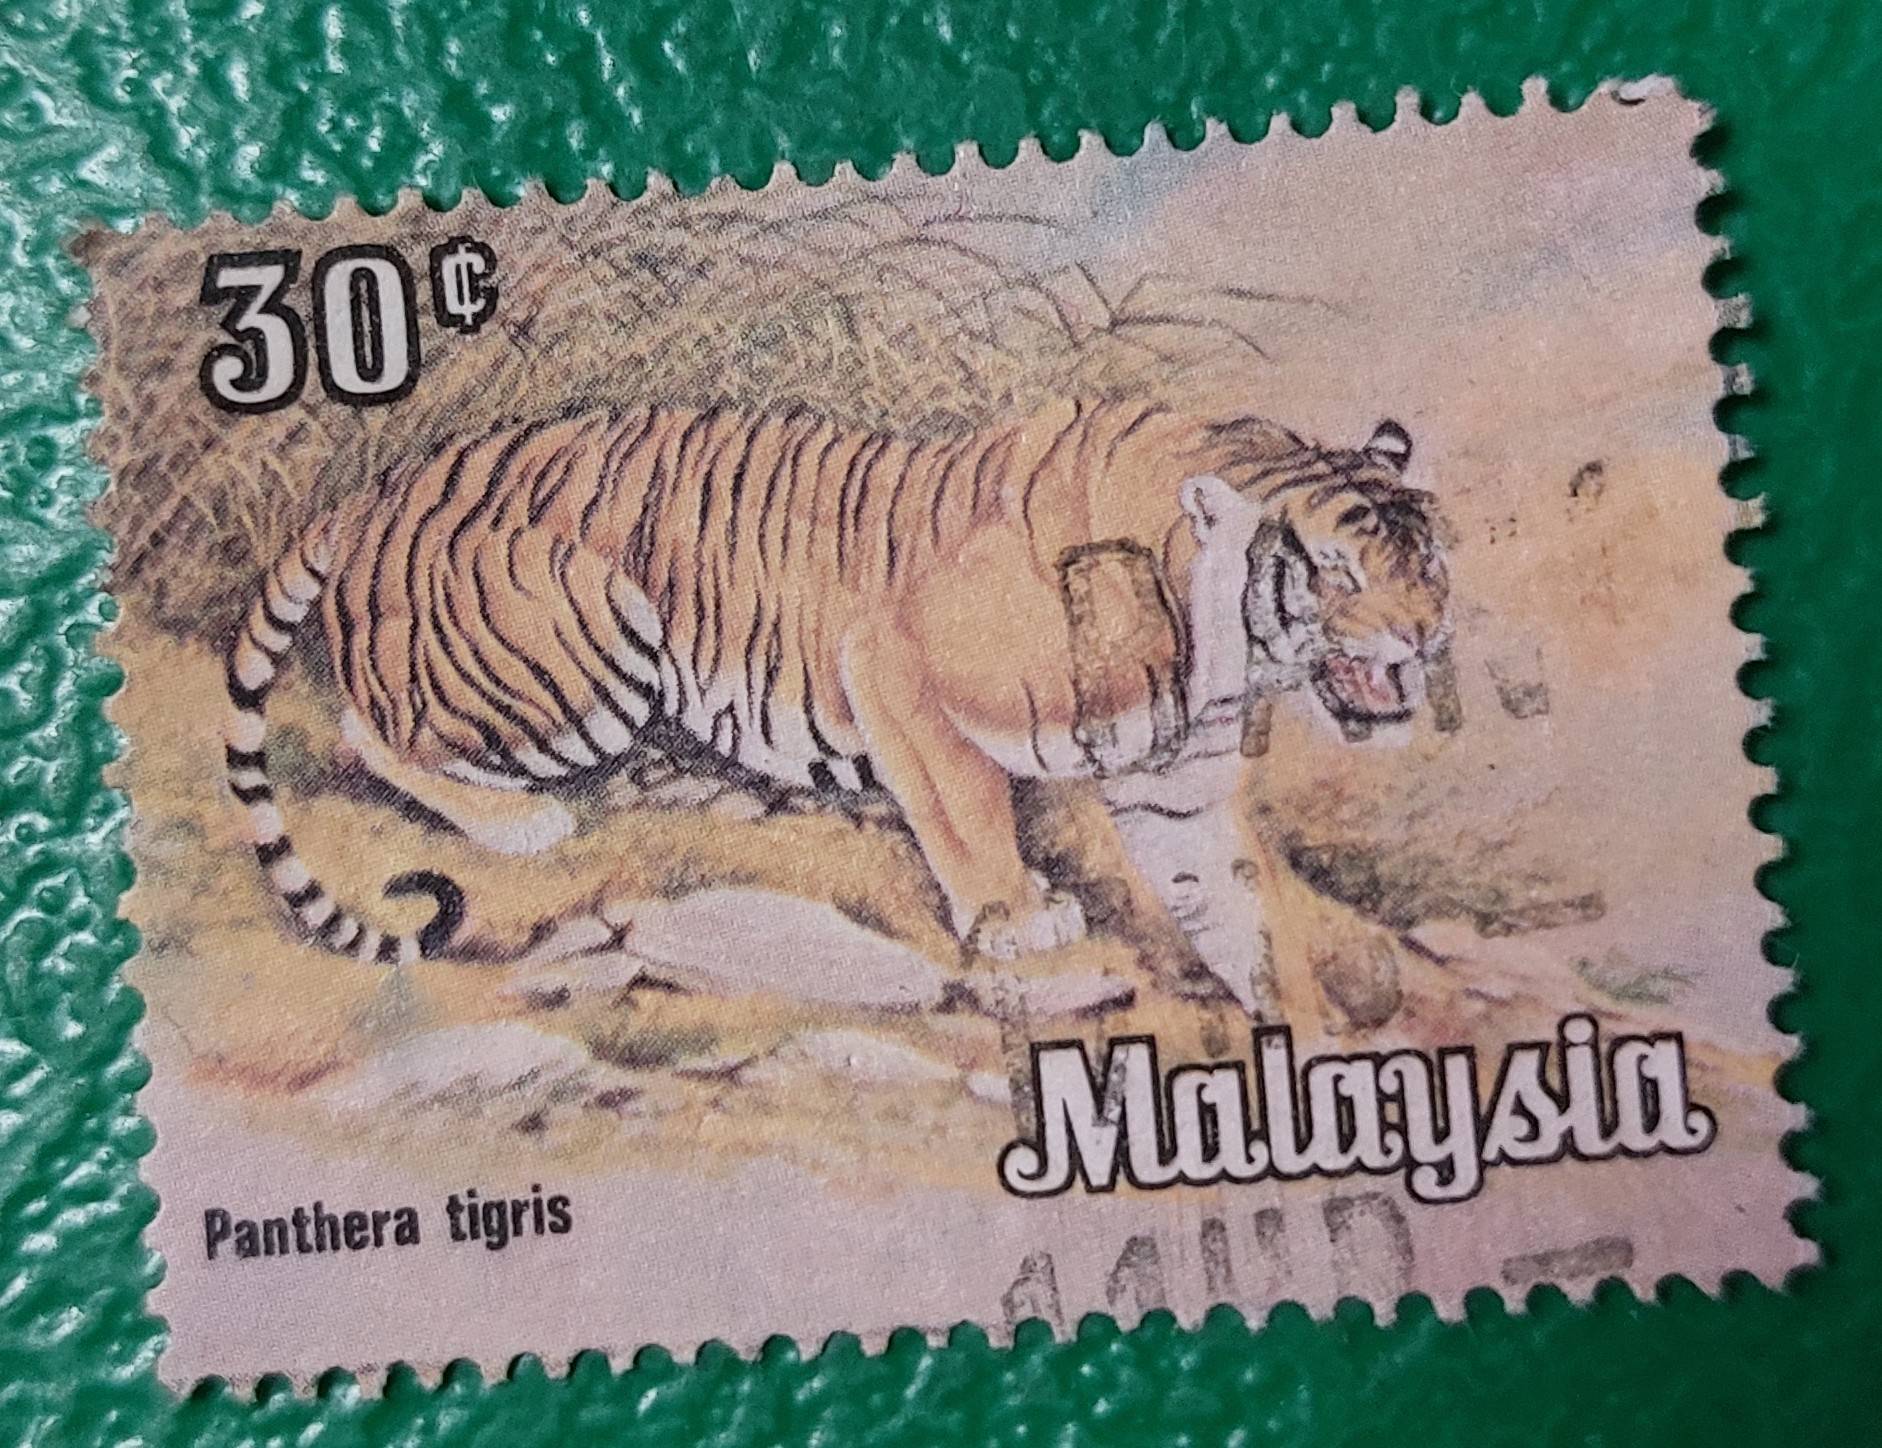 30¢
Malaysia
Panthera tigris